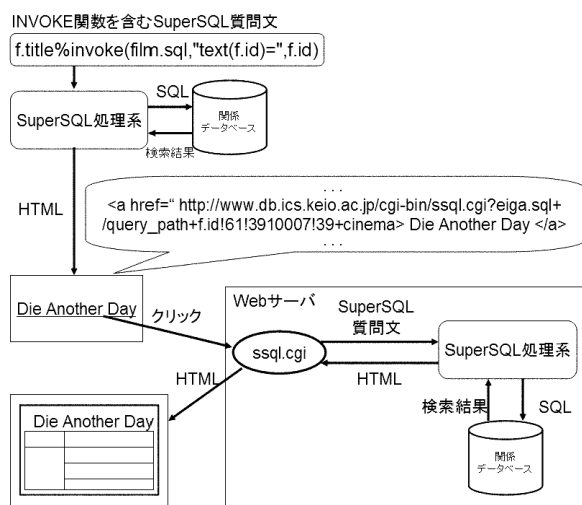 INVOKE関数を含むSuperSQL質問文
f.title%invoke(film.sql,"text(f.id)=",f.id)
SQL
SuperSQL処理系
関係
データベース
検索結果
HTML
. . .
<a href=“ http://www.db.ics.keio.ac.jp/cgi-bin/ssql.cgi?eiga.sql+
/query_path+f.id!61!3910007!39+cinema> Die Another Day </a>
. . .
Die Another Day
クリック
Webサーバ
SuperSQL
質問文
ssql.cgi
SuperSQL処理系
HTML
HTML
検索結果
SQL
Die Another Day
関係
データベース